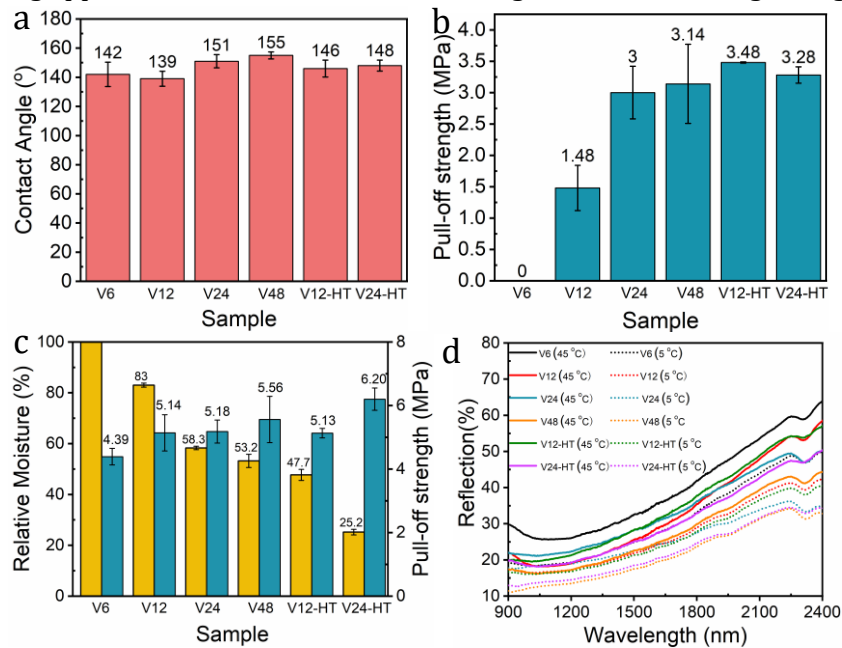 a
Contact Angle (°)
180
160
140
120
100
80
60
40
20
0
142
139
151
155
146
148
V6
V12
V24
V48
V12-HT
V24-HT
Sample
b
Pull-off strength (MPa)
4.0
3.5
3.0
2.5
2.0
1.5
1.0
0.5
0.0
0
1.48
3
3.14
3.48
3.28
V6
V12
V24
V48
V12-HT
V24-HT
Sample
c
Relative Moisture (%)
100
80
60
40
20
0
4.39
83
5.14
58.3
5.18
53.2
5.56
47.7
5.13
25.2
6.20
8
6
4
2
0
Pull-off strength (MPa)
V6
V12
V24
V48
V12-HT
V24-HT
Sample
d
Reflection(%)
80
70
60
50
40
30
20
10
V6 (45 °C)
V6 (5 °C)
V12 (45 °C)
V12 (5 °C)
V24 (45 °C)
V24 (5 °C)
V48 (45 °C)
V48 (5 °C
V12-HT (45 °C)
V12-HT (5 °C
V24-HT (45 °C)
V24-HT (5 °C)
900
1200
1500
1800
2100
2400
Wavelength (nm)